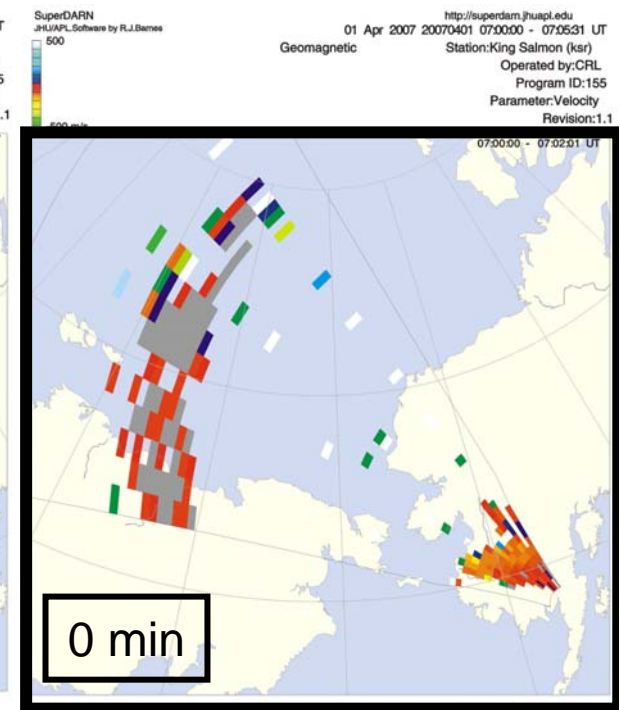 SuperDARN
JHU/APL.Software by R.J.Barnes
500
http://superdarn.jhuapl.edu
01 Apr 2007 20070401 07:00:00 - 07:05:31 UT
Geomagnetic
Station:King Salmon (ksr)
Operated by:CRL
Program ID:155
Parameter:Velocity
Revision:1.1
07:00:00 - 07:02:01 UT
0 min